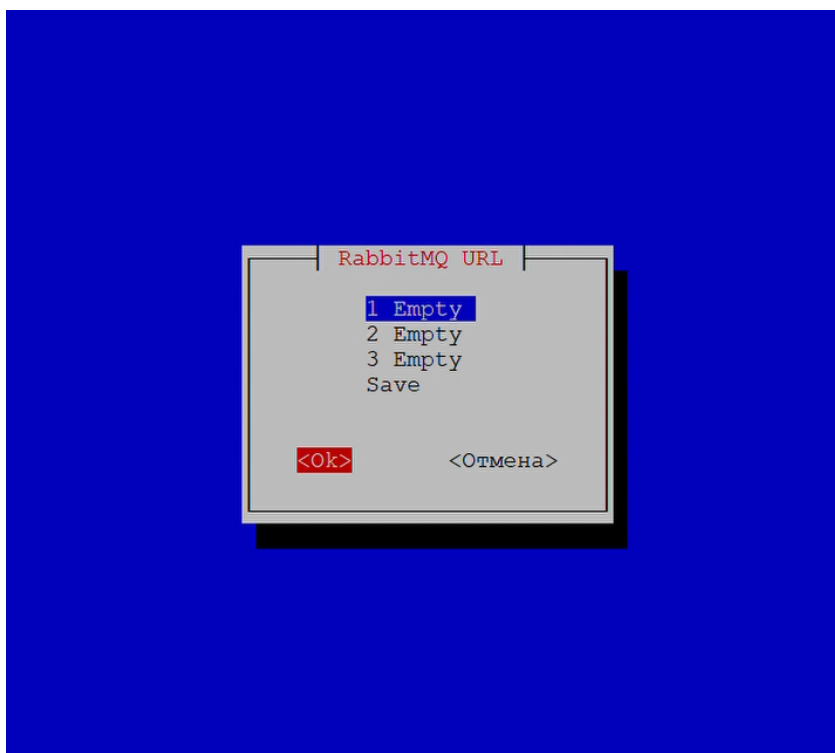 RabbitMQ URL
1 Empty
2 Empty
3 Empty
Save
<Ok> <Отмена>